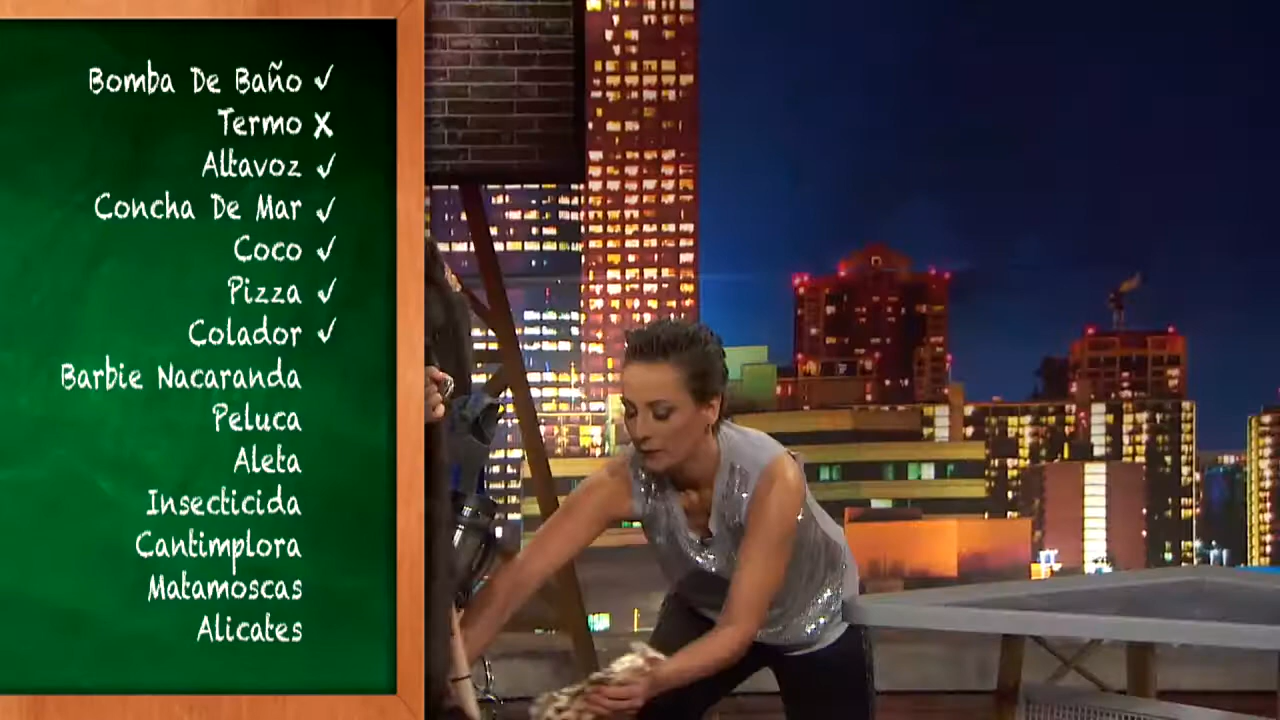 Bomba De Baño ✓
Termo X
Altavoz ✓
Concha De Mar ✓
Coco ✓
Pizza ✓
Colador ✓
Barbie Nacaranda
Peluca
Aleta
Insecticida
Cantimplora
Matamoscas
Alicates